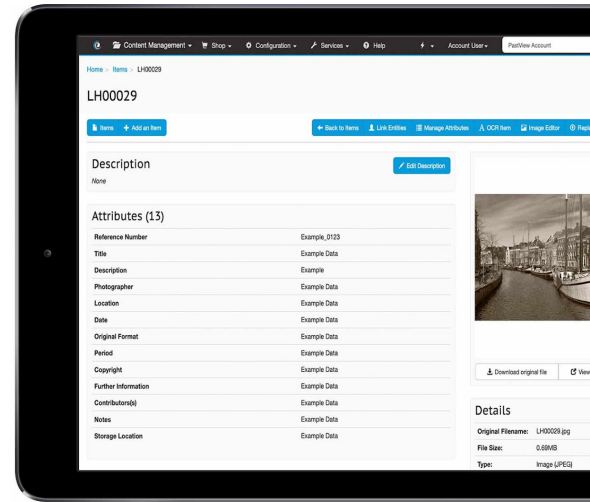 Content Management Shop Configuration Services Help Account User PastView Account
Home > Items > LH00029
LH00029
Items + Add an Item Back to Items Link Entities Manage Attributes OCR Item Image Editor
Description Edit Description
None
Attributes (13)
Reference Number Example_0123
Title Example Data
Description Example
Photographer Example Data
Location Example Data
Date Example Data
Original Format Example Data
Period Example Data
Copyright Example Data
Further Information Example Data
Contributors(s) Example Data
Notes Example Data
Storage Location Example Data
Download original file View
Details
Original Filename: LH00029.jpg
File Size: 0.69MB
Type: Image (JPEG)